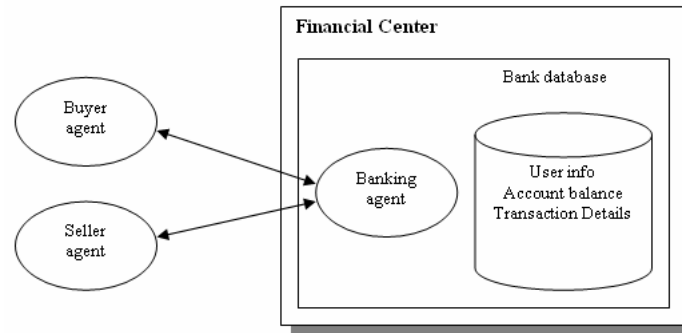 Financial Center
Bank database
Buyer
agent
Seller
agent
Banking
agent
User info
Account balance
Transaction Details